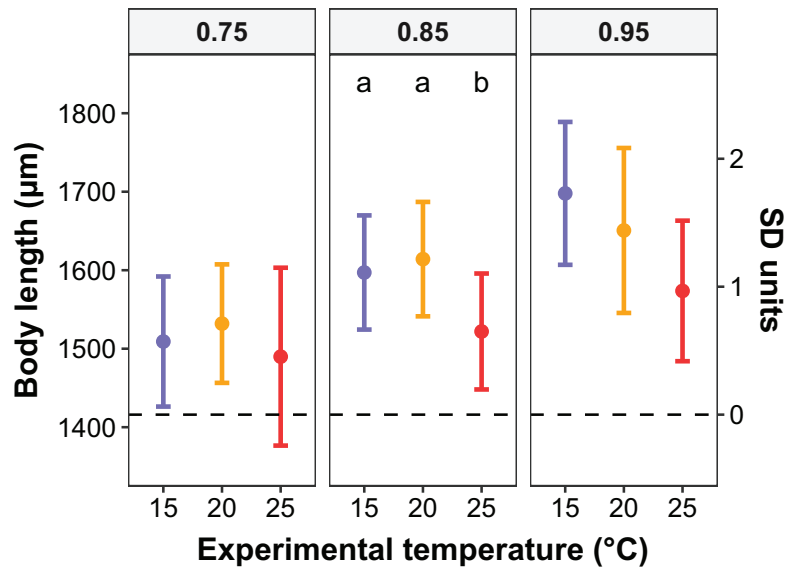 0.75 0.85 0.95
a a b
Body length (µm)
1800
1700
1600
1500
1400
2
1
0
SD units
15 20 25 15 20 25 15 20 25
Experimental temperature (°C)